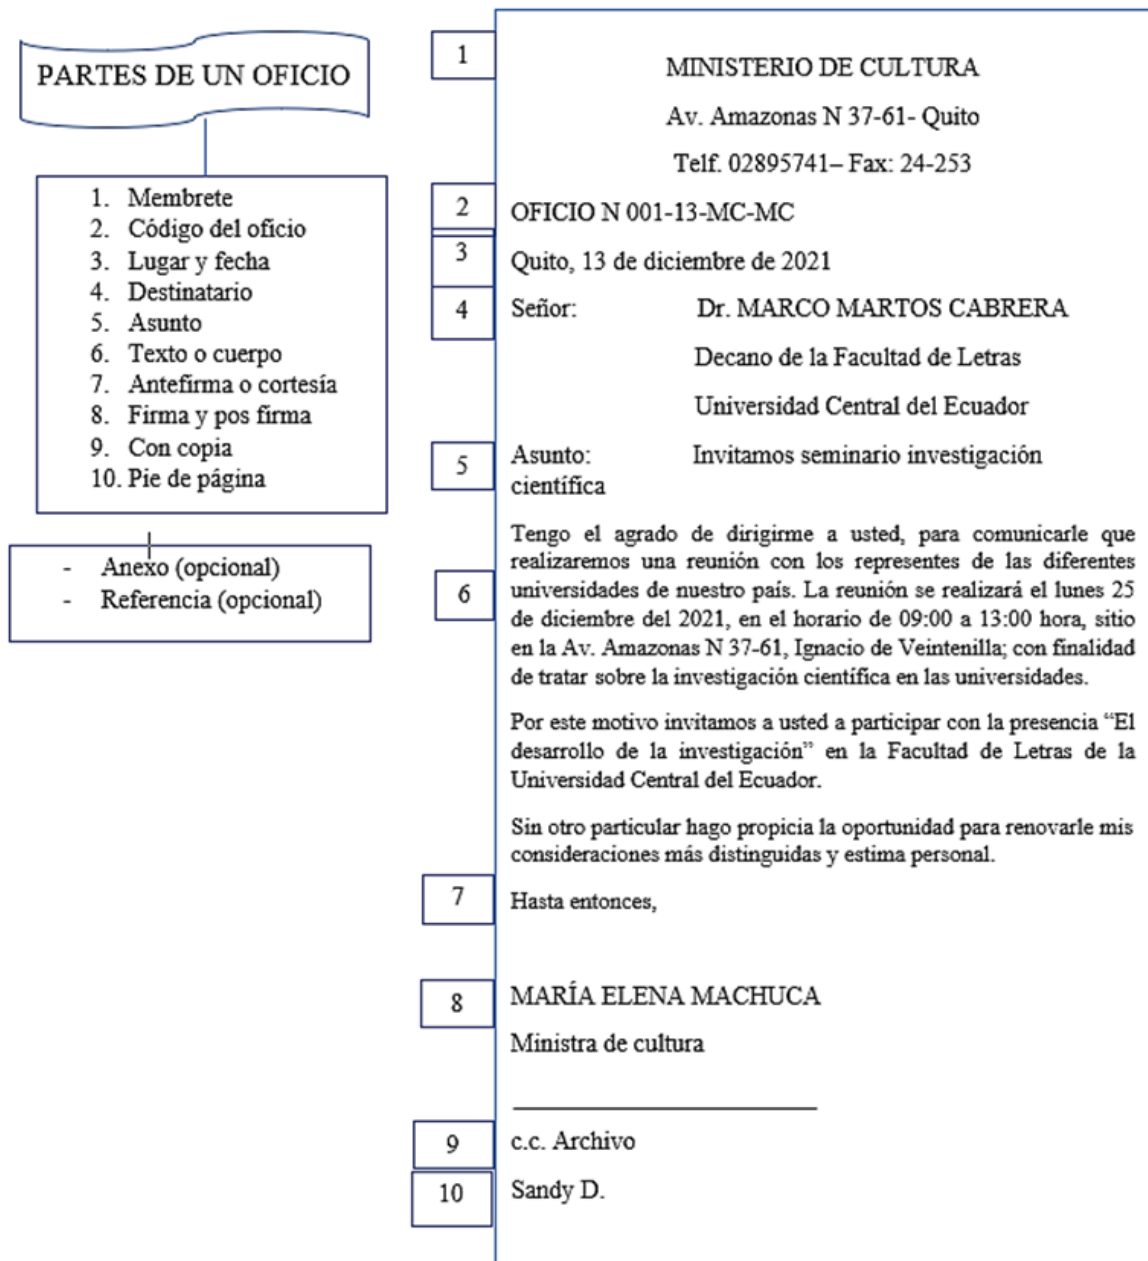 PARTES DE UN OFICIO
1. Membrete
2. Código del oficio
3. Lugar y fecha
4. Destinatario
5. Asunto
6. Texto o cuerpo
7. Antefirma o cortesía
8. Firma y pos firma
9. Con copia
10. Pie de página
- Anexo (opcional)
- Referencia (opcional)
1
MINISTERIO DE CULTURA
Av. Amazonas N 37-61- Quito
Telf. 02895741– Fax: 24-253
2
OFICIO N 001-13-MC-MC
3
Quito, 13 de diciembre de 2021
4
Señor: Dr. MARCO MARTOS CABRERA
Decano de la Facultad de Letras
Universidad Central del Ecuador
5
Asunto: Invitamos seminario investigación
científica
6
Tengo el agrado de dirigirme a usted, para comunicarle que
realizaremos una reunión con los representes de las diferentes
universidades de nuestro país. La reunión se realizará el lunes 25
de diciembre del 2021, en el horario de 09:00 a 13:00 hora, sitio
en la Av. Amazonas N 37-61, Ignacio de Veintenilla; con finalidad
de tratar sobre la investigación científica en las universidades.
Por este motivo invitamos a usted a participar con la presencia “El
desarrollo de la investigación” en la Facultad de Letras de la
Universidad Central del Ecuador.
Sin otro particular hago propicia la oportunidad para renovarle mis
consideraciones más distinguidas y estima personal.
7
Hasta entonces,
8
MARÍA ELENA MACHUCA
Ministra de cultura
9
c.c. Archivo
10
Sandy D.